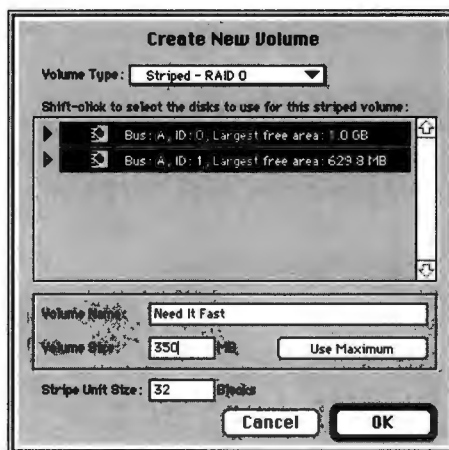 Create New Volume
Volume Type: Striped - RAID 0
Shift-click to select the disks to use for this striped volume:
Bus: A, ID: 0, Largest free area: 1.0 GB
Bus: A, ID: 1, Largest free area: 629.8 MB
Volume Name: Need It Fast
Volume Size: 350 MB Use Maximum
Stripe Unit Size: 32 Blocks
Cancel OK